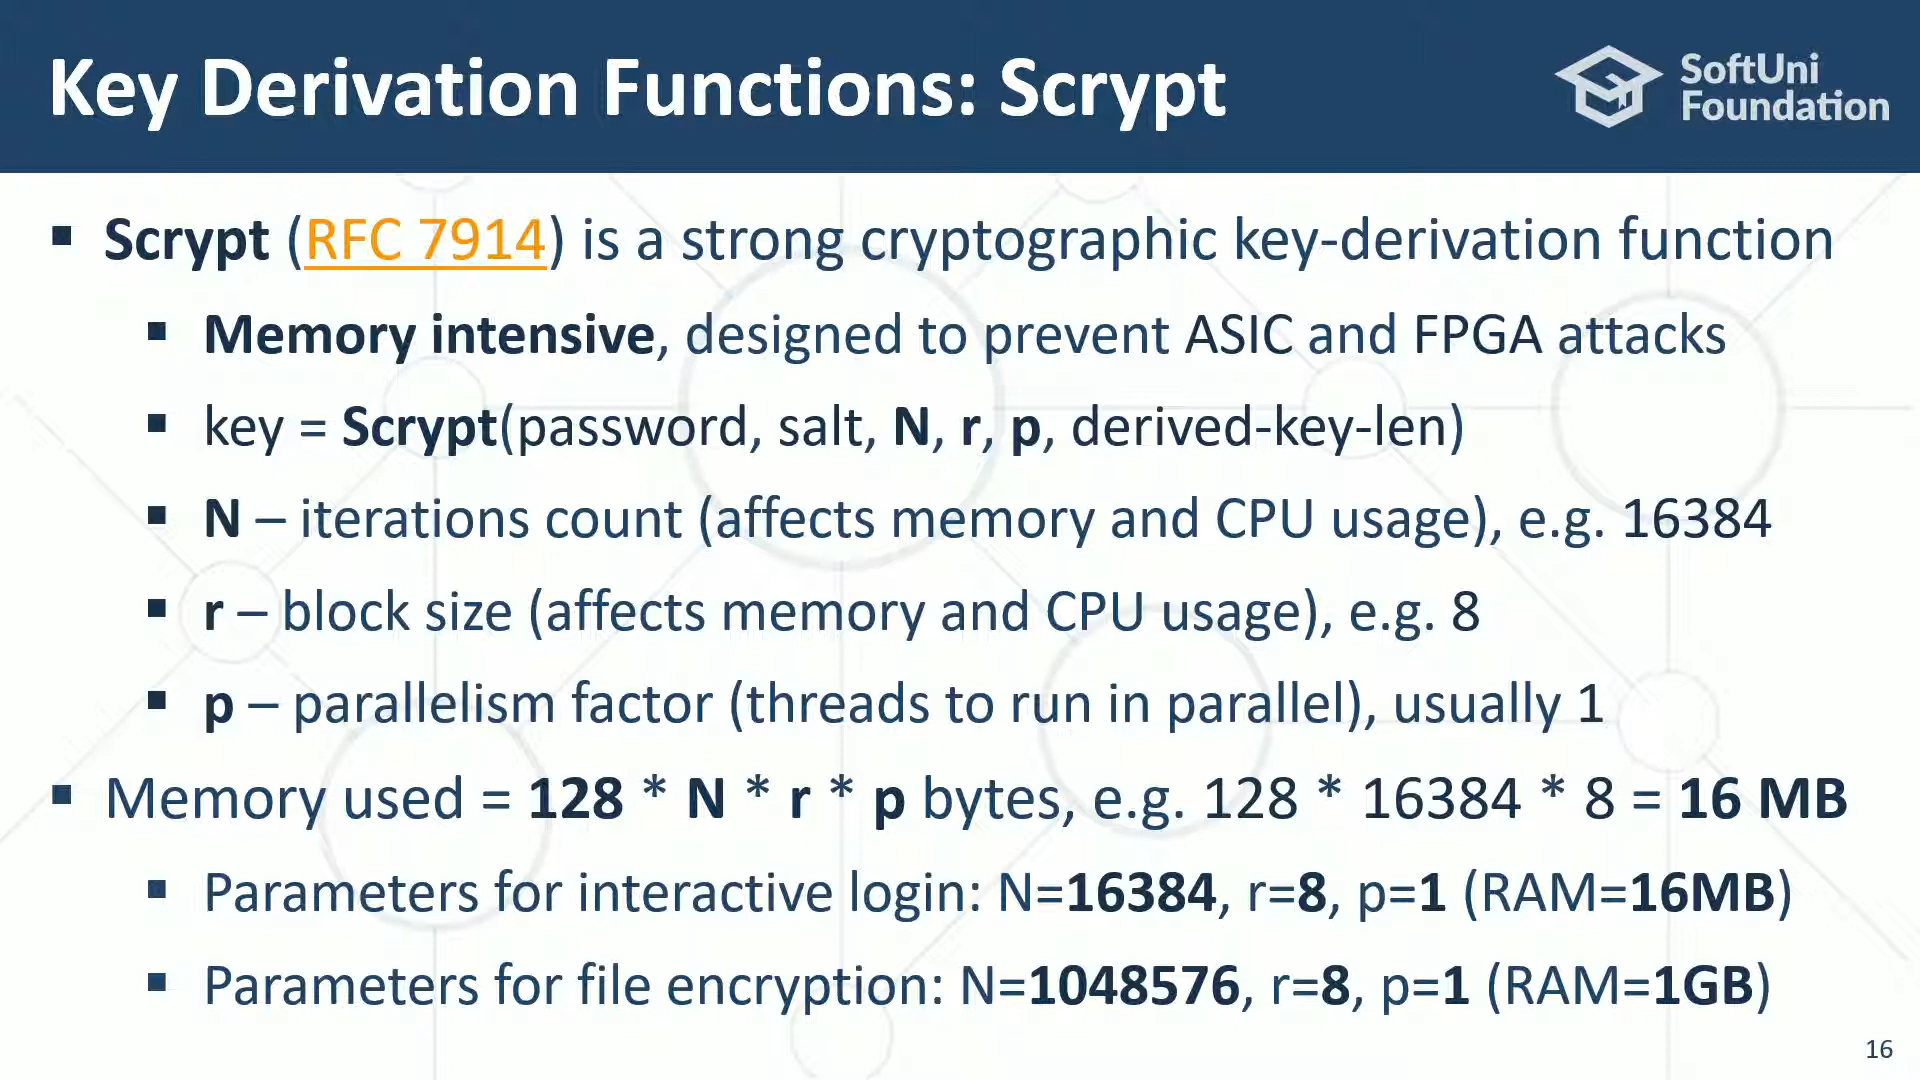 Key Derivation Functions: Scrypt
SoftUni
Foundation
▪ Scrypt (RFC 7914) is a strong cryptographic key-derivation function
▪ Memory intensive, designed to prevent ASIC and FPGA attacks
▪ key = Scrypt(password, salt, N, r, p, derived-key-len)
▪ N – iterations count (affects memory and CPU usage), e.g. 16384
▪ r – block size (affects memory and CPU usage), e.g. 8
▪ p – parallelism factor (threads to run in parallel), usually 1
▪ Memory used = 128 * N * r * p bytes, e.g. 128 * 16384 * 8 = 16 MB
▪ Parameters for interactive login: N=16384, r=8, p=1 (RAM=16MB)
▪ Parameters for file encryption: N=1048576, r=8, p=1 (RAM=1GB)
16